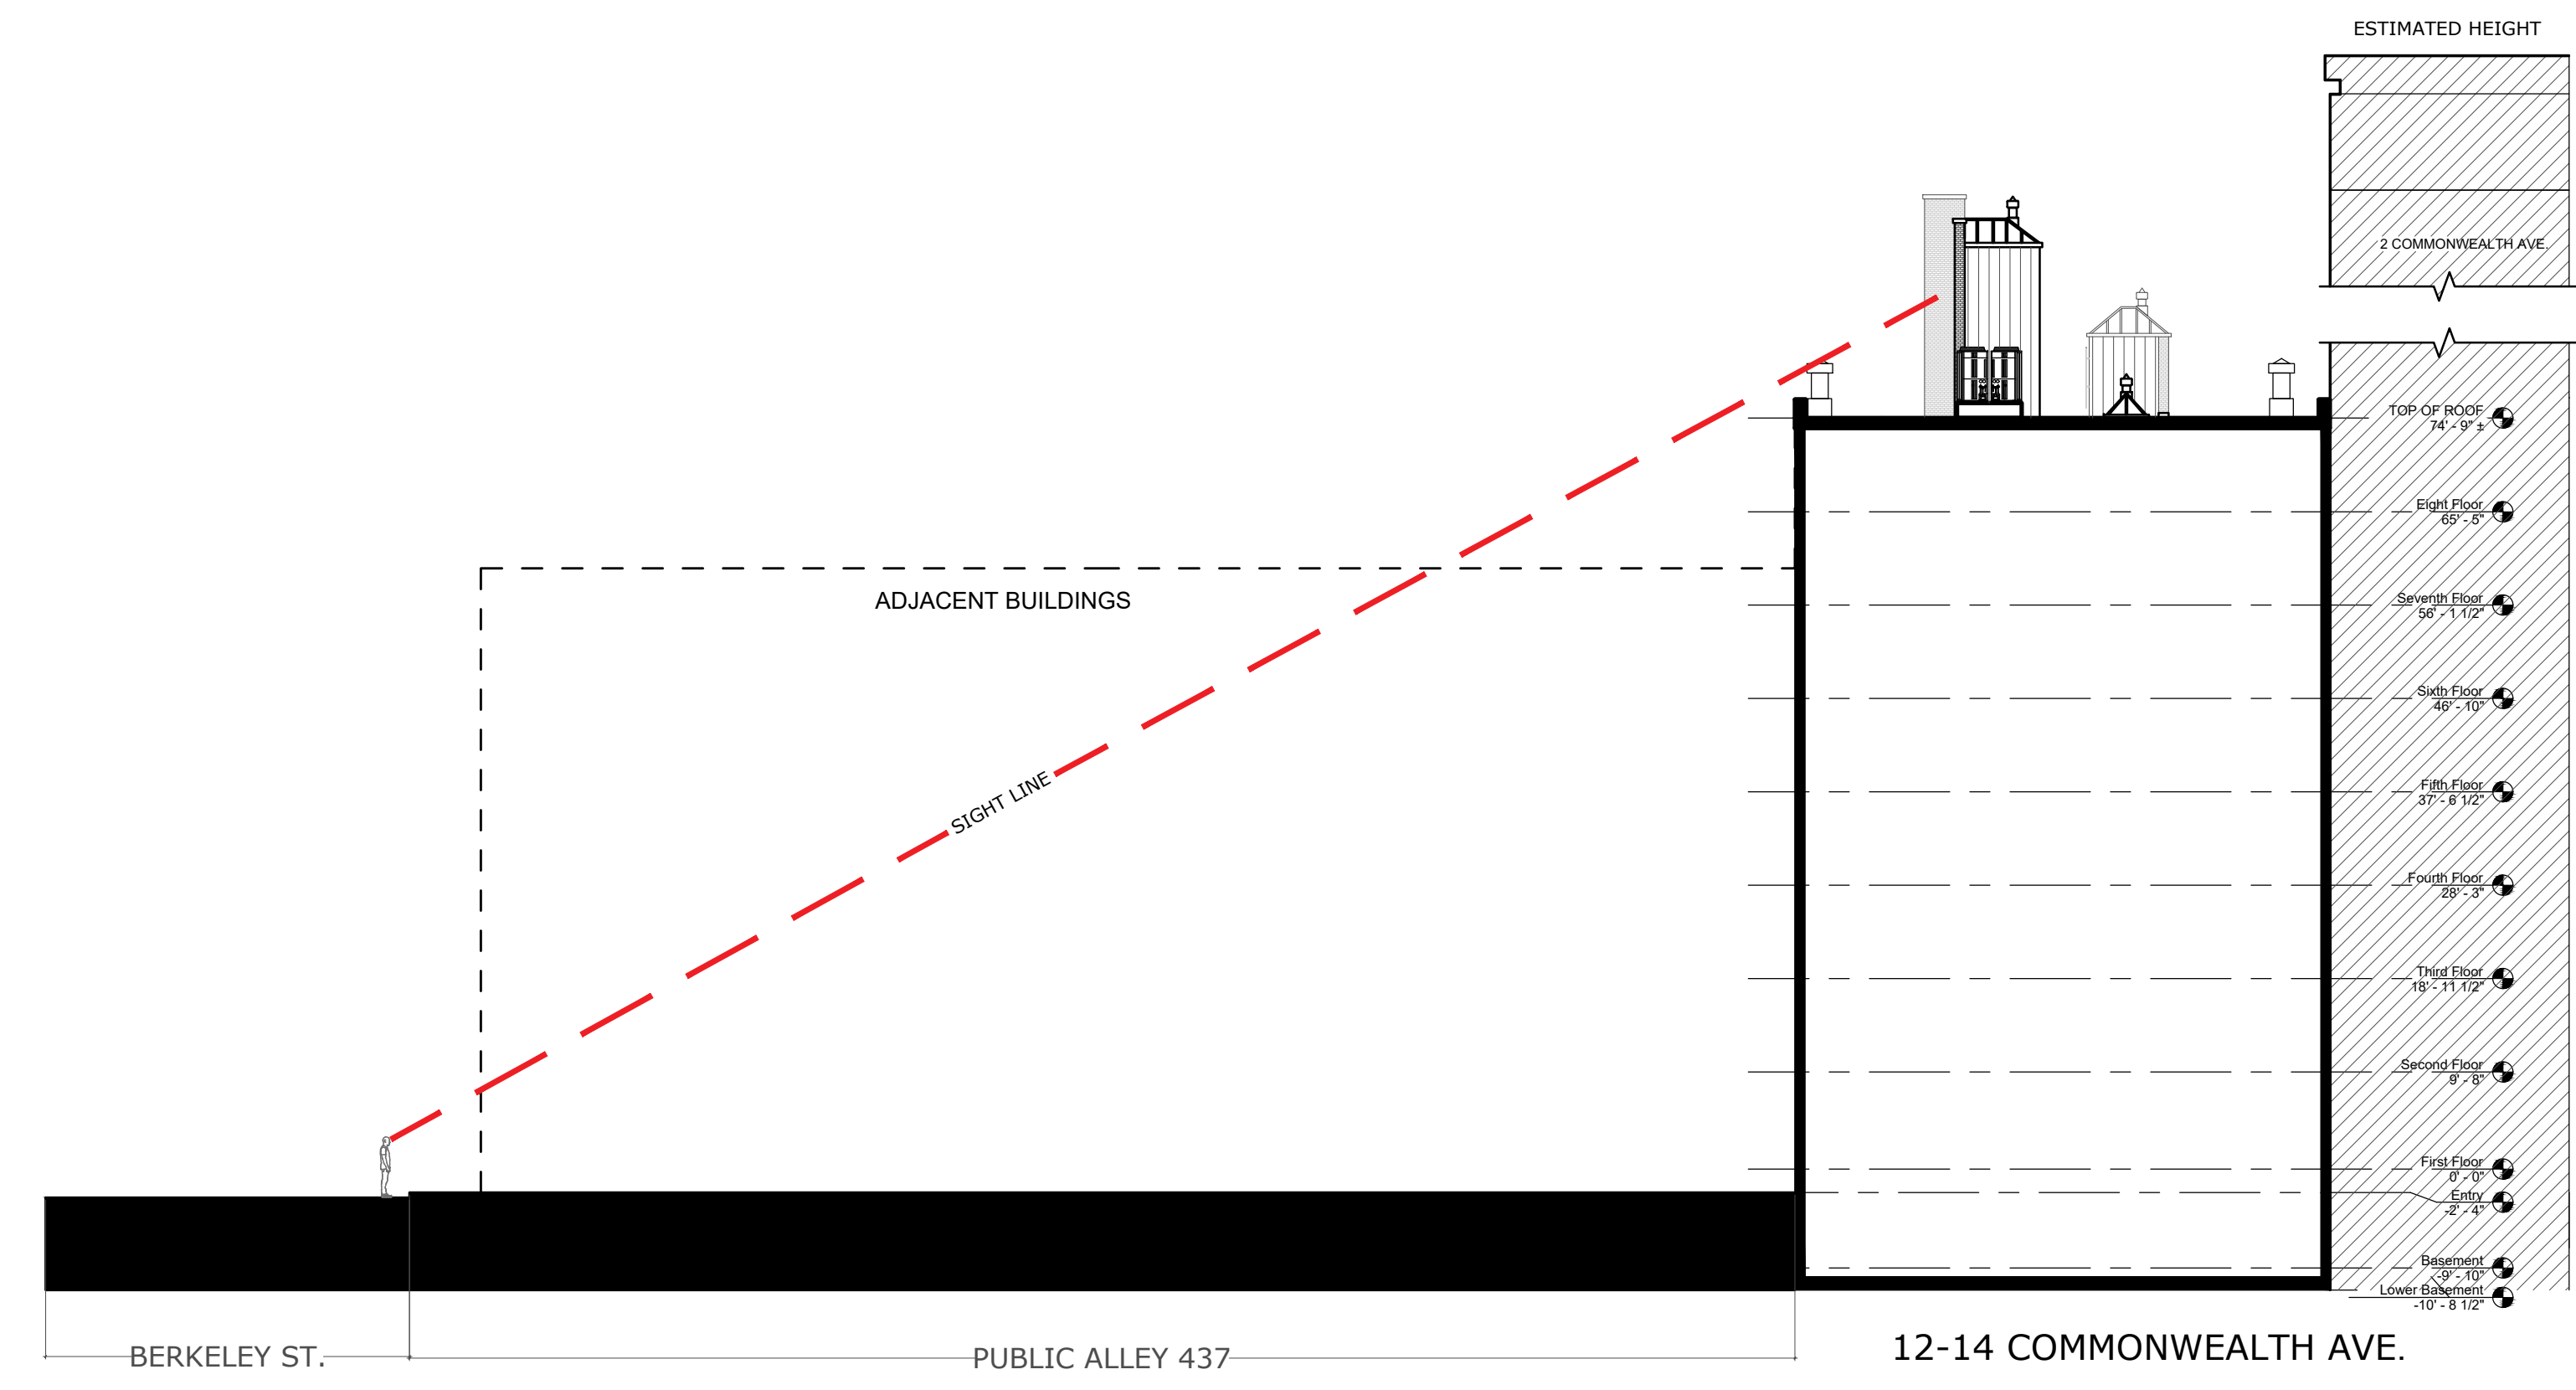 ESTIMATED HEIGHT
2 COMMONWEALTH AVE.
TOP OF ROOF
74' - 9" ±
Eight Floor
65' - 5"
ADJACENT BUILDINGS
Seventh Floor
56' - 1 1/2"
Sixth Floor
46' - 10"
SIGHT LINE
Fifth Floor
37' - 6 1/2"
Fourth Floor
28' - 3"
Third Floor
18' - 11 1/2"
Second Floor
9' - 8"
First Floor
0' - 0"
Entry
-2' - 4"
Basement
-9' - 10"
Lower Basement
-10' - 8 1/2"
BERKELEY ST.
PUBLIC ALLEY 437
12-14 COMMONWEALTH AVE.